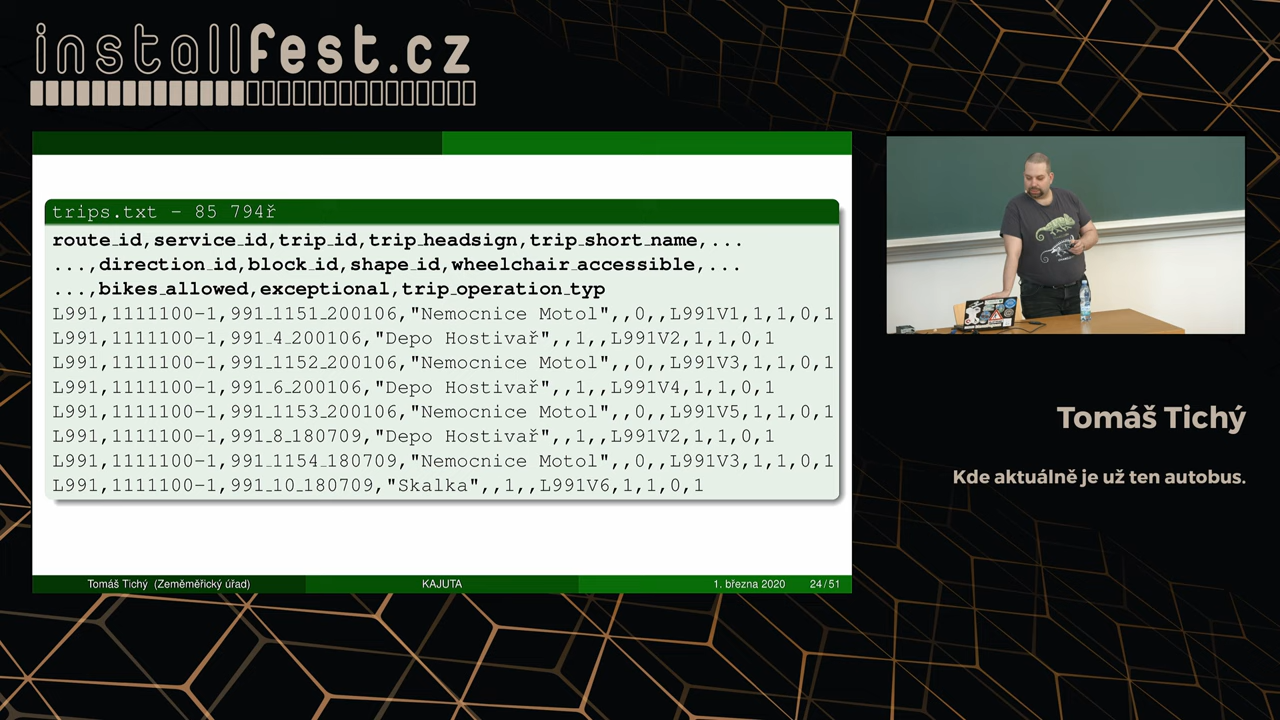 installfest.cz
trips.txt - 85 794ř
route_id,service_id,trip_id,trip_headsign,trip_short_name,...
...,direction_id,block_id,shape_id,wheelchair_accessible,...
...,bikes_allowed,exceptional,trip_operation_typ
L991,1111100-1,991_1151_200106,"Nemocnice Motol",,0,,L991V1,1,1,0,1
L991,1111100-1,991_4_200106,"Depo Hostivař",,1,,L991V2,1,1,0,1
L991,1111100-1,991_1152_200106,"Nemocnice Motol",,0,,L991V3,1,1,0,1
L991,1111100-1,991_6_200106,"Depo Hostivař",,1,,L991V4,1,1,0,1
L991,1111100-1,991_1153_200106,"Nemocnice Motol",,0,,L991V5,1,1,0,1
L991,1111100-1,991_8_180709,"Depo Hostivař",,1,,L991V2,1,1,0,1
L991,1111100-1,991_1154_180709,"Nemocnice Motol",,0,,L991V3,1,1,0,1
L991,1111100-1,991_10_180709,"Skalka",,1,,L991V6,1,1,0,1
Tomáš Tichý (Zeměměřický úřad) KAJUTA 1. března 2020 24/51
Tomáš Tichý
Kde aktuálně je už ten autobus.